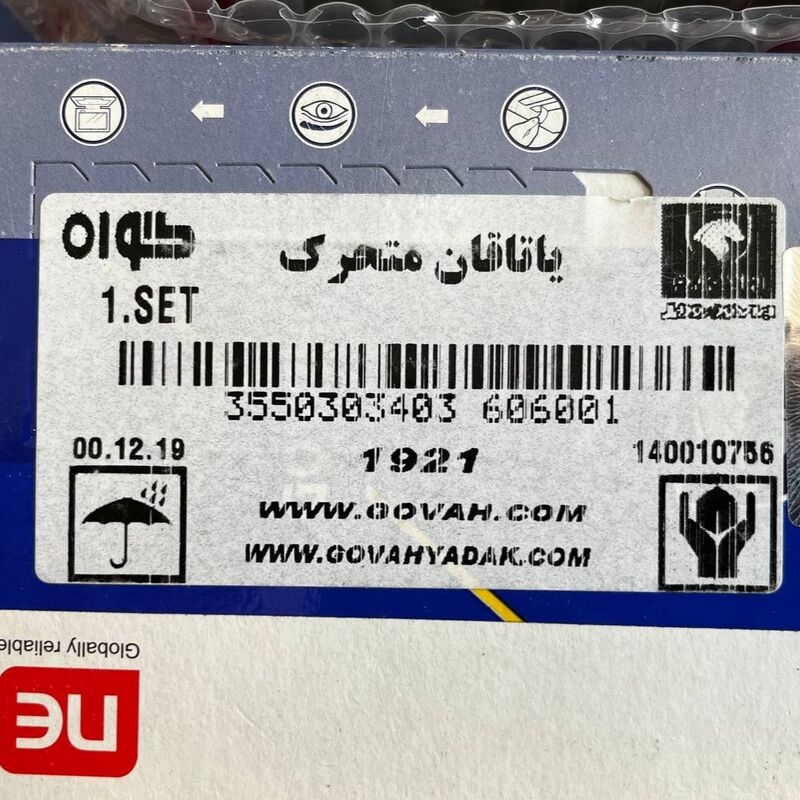 گواه
یاتاقان متحرک
1.SET
3550303403 606001
00.12.19
1921
140010756
WWW.GOVAH.COM
WWW.GOVAHYADAK.COM
Globally reliable
ne